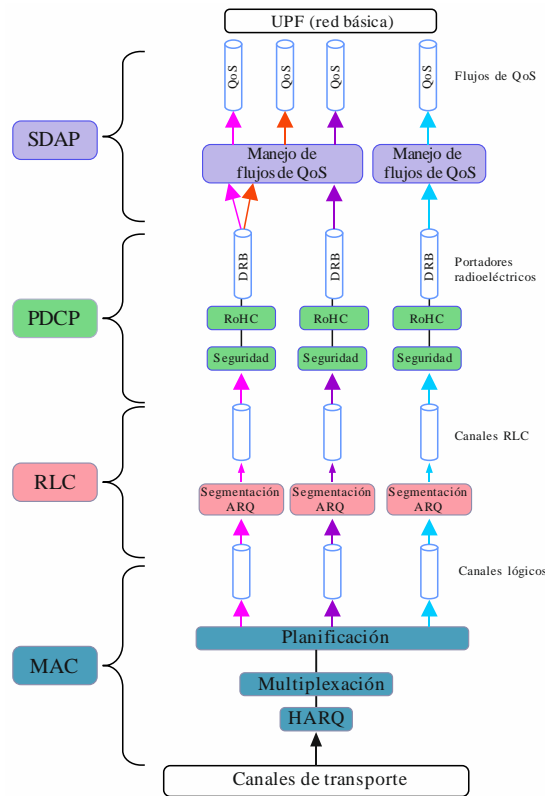 UPF (red básica)
QoS
QoS
QoS
QoS
Flujos de QoS
SDAP
Manejo de
flujos de QoS
Manejo de
flujos de QoS
DRB
DRB
DRB
Portadores
radioeléctricos
PDCP
RoHC
RoHC
RoHC
Seguridad
Seguridad
Seguridad
Canales RLC
RLC
Segmentación
ARQ
Segmentación
ARQ
Segmentación
ARQ
Canales lógicos
Planificación
MAC
Multiplexación
HARQ
Canales de transporte